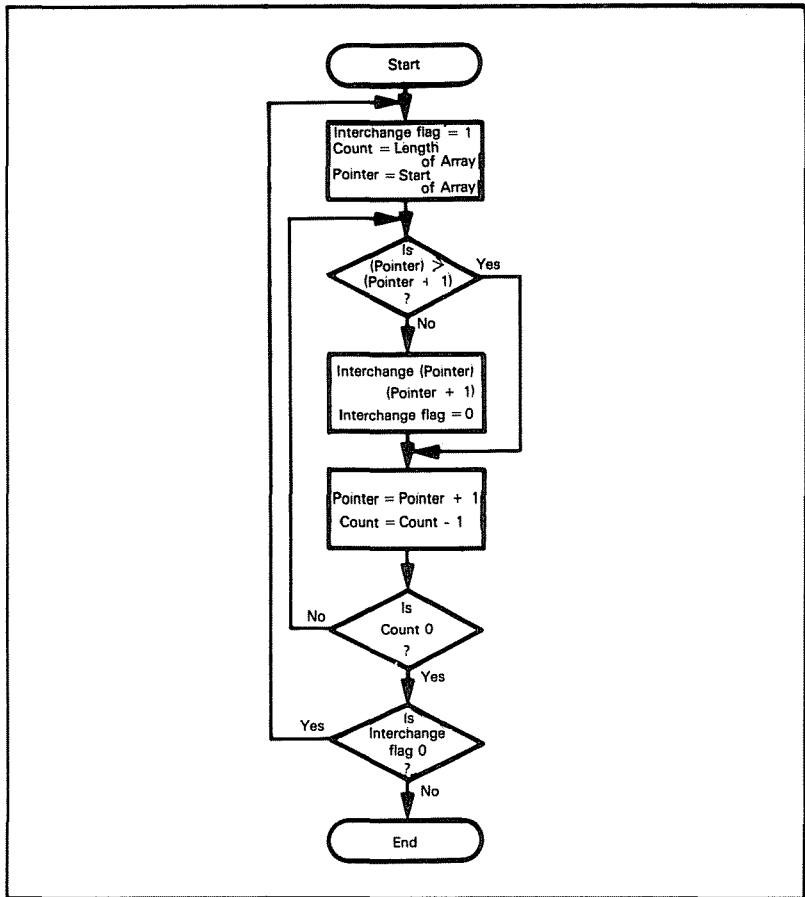 Start
Interchange flag = 1
Count = Length
of Array
Pointer = Start
of Array
Is
(Pointer) >
(Pointer + 1)
?
Yes
No
Interchange (Pointer)
(Pointer + 1)
Interchange flag = 0
Pointer = Pointer + 1
Count = Count - 1
Is
Count 0
?
No
Yes
Is
Interchange
flag 0
?
Yes
No
End